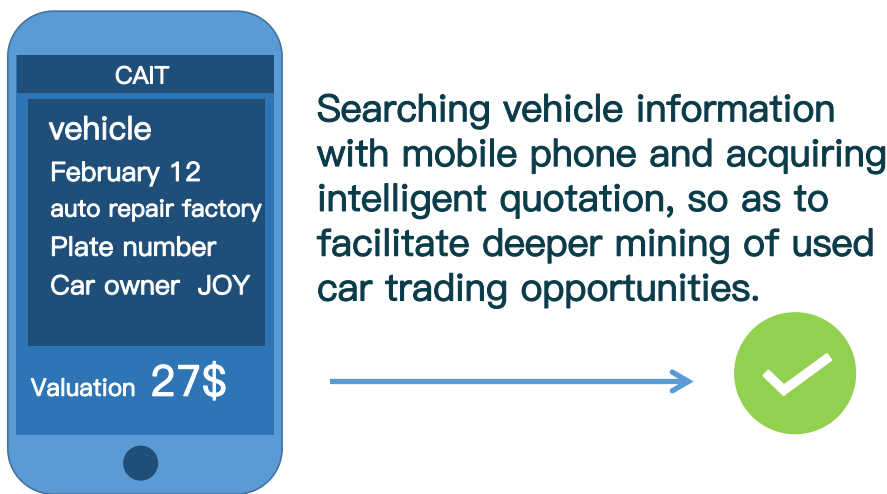 CAIT
vehicle
February 12
auto repair factory
Plate number
Car owner JOY
Valuation 27$
Searching vehicle information
with mobile phone and acquiring
intelligent quotation, so as to
facilitate deeper mining of used
car trading opportunities.